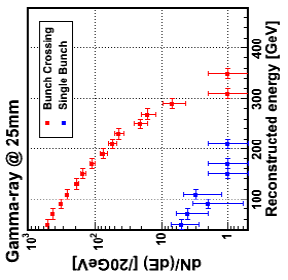 Gamma-ray @ 25mm
Bunch Crossing
Single Bunch
dN/(dE) [/20GeV]
10³
10²
10
1
100
200
300
400
Reconstructed energy [GeV]